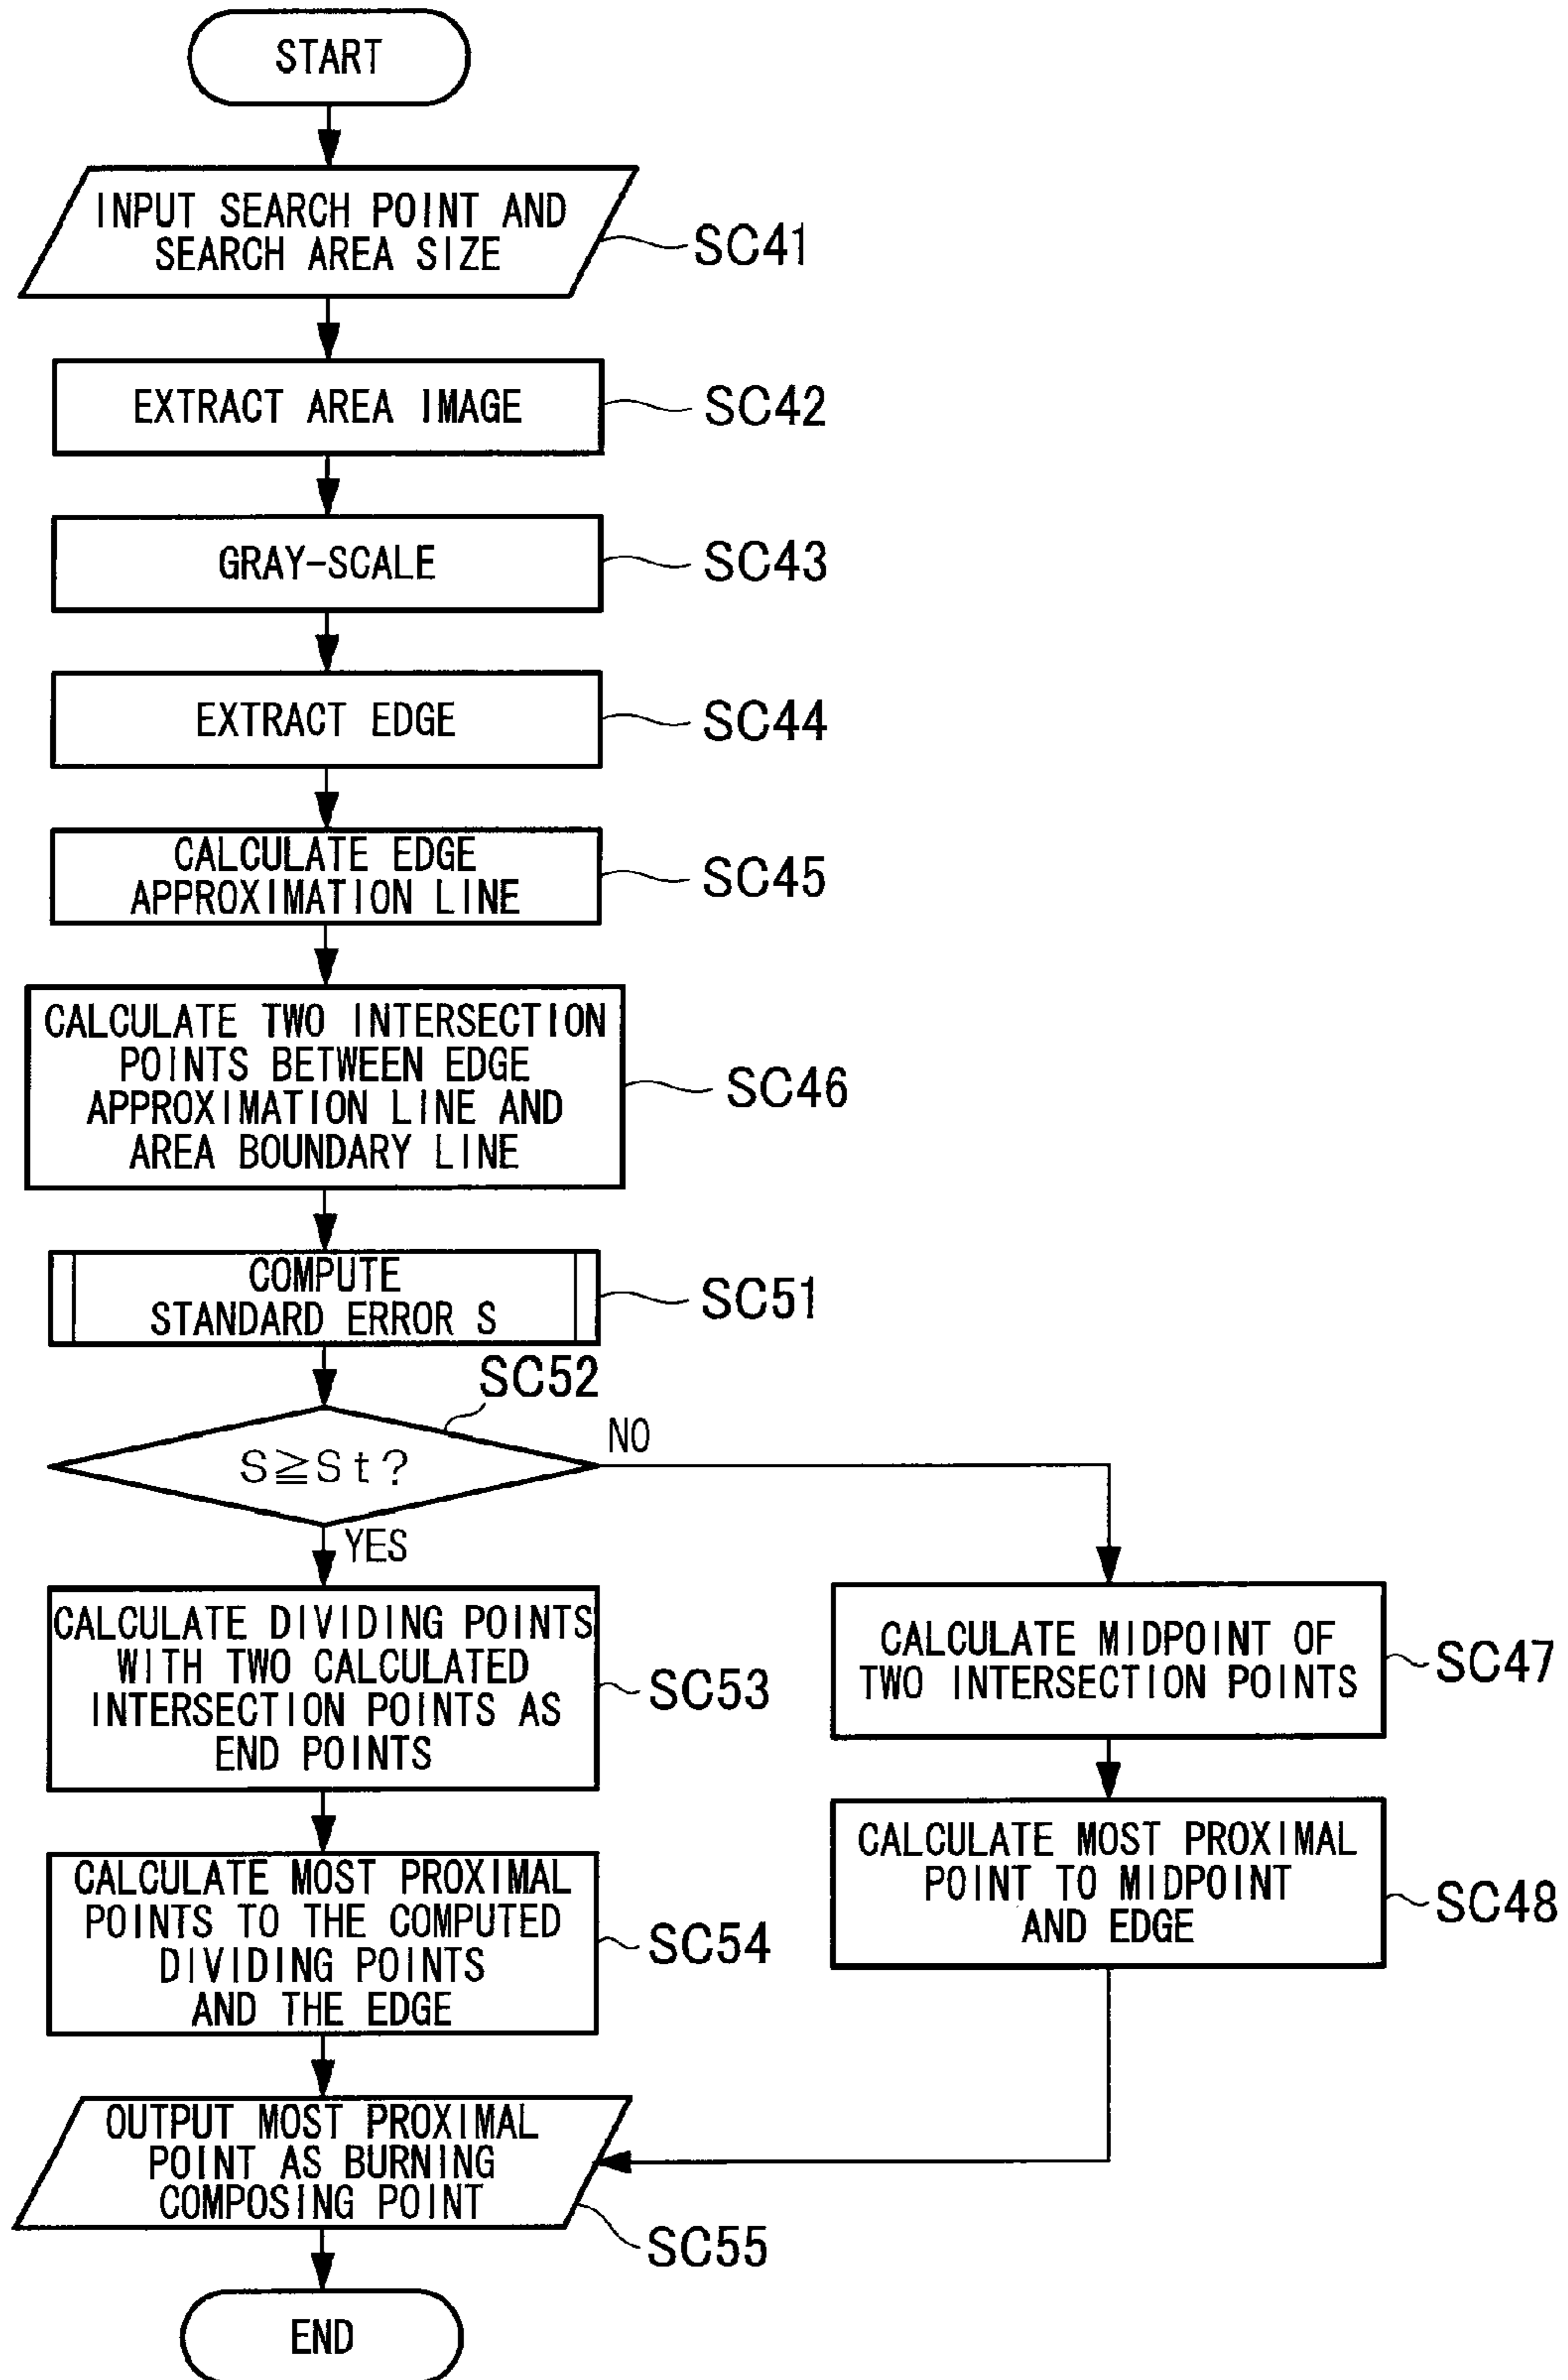 START
INPUT SEARCH POINT AND
SEARCH AREA SIZE
SC41
EXTRACT AREA IMAGE
SC42
GRAY-SCALE
SC43
EXTRACT EDGE
SC44
CALCULATE EDGE
APPROXIMATION LINE
SC45
CALCULATE TWO INTERSECTION
POINTS BETWEEN EDGE
APPROXIMATION LINE AND
AREA BOUNDARY LINE
SC46
COMPUTE
STANDARD ERROR S
SC51
SC52
S≧St?
NO
YES
CALCULATE DIVIDING POINTS
WITH TWO CALCULATED
INTERSECTION POINTS AS
END POINTS
SC53
CALCULATE MIDPOINT OF
TWO INTERSECTION POINTS
SC47
CALCULATE MOST PROXIMAL
POINTS TO THE COMPUTED
DIVIDING POINTS
AND THE EDGE
SC54
CALCULATE MOST PROXIMAL
POINT TO MIDPOINT
AND EDGE
SC48
OUTPUT MOST PROXIMAL
POINT AS BURNING
COMPOSING POINT
SC55
END